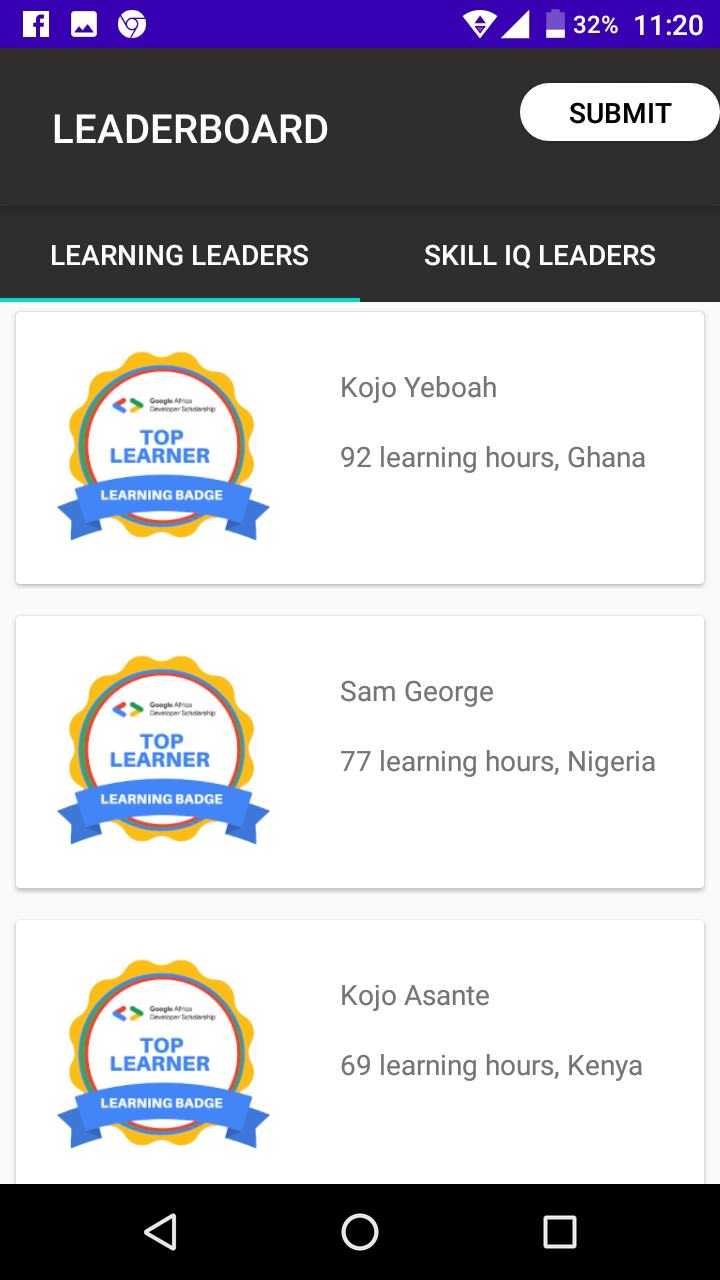 32% 11:20
LEADERBOARD
SUBMIT
LEARNING LEADERS
SKILL IQ LEADERS
Google Africa
Developer Scholarship
TOP
LEARNER
LEARNING BADGE
Kojo Yeboah
92 learning hours, Ghana
Google Africa
Developer Scholarship
TOP
LEARNER
LEARNING BADGE
Sam George
77 learning hours, Nigeria
Google Africa
Developer Scholarship
TOP
LEARNER
LEARNING BADGE
Kojo Asante
69 learning hours, Kenya